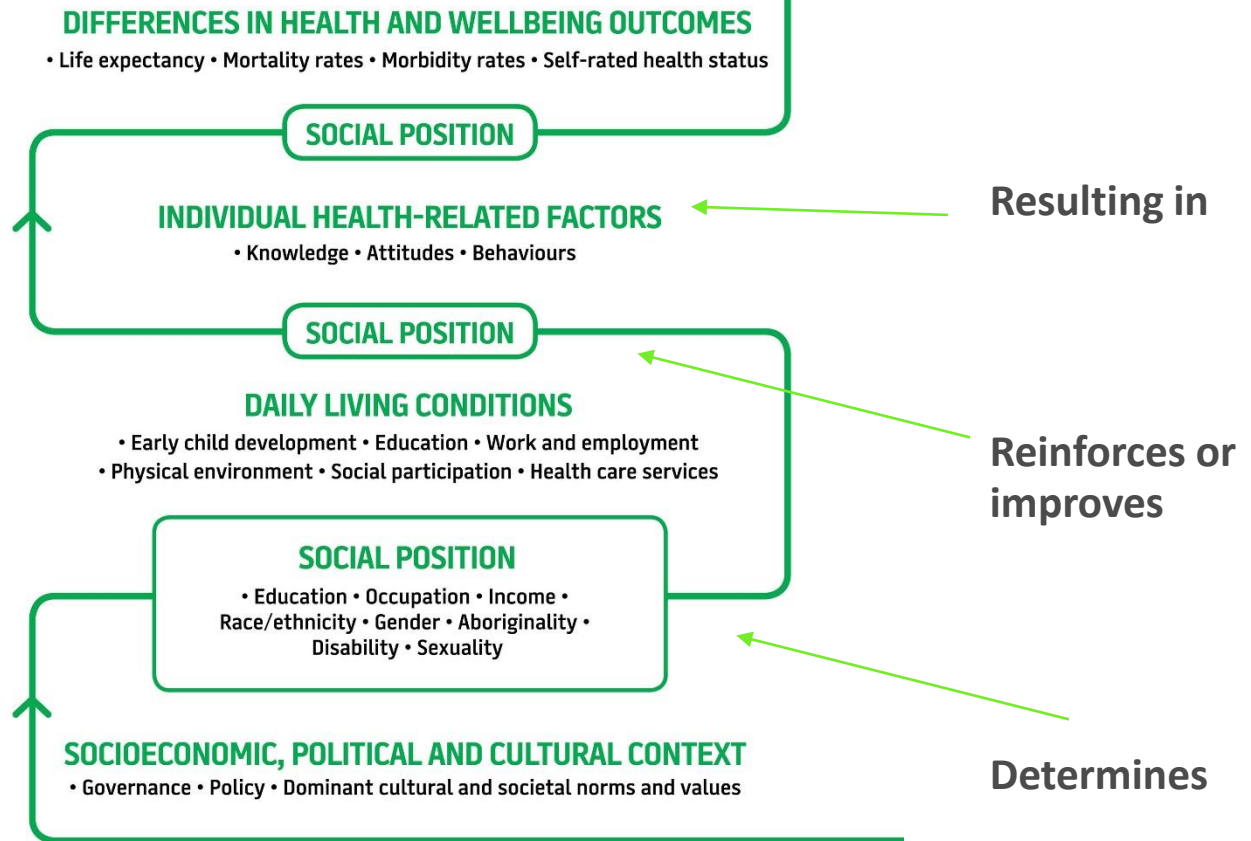 DIFFERENCES IN HEALTH AND WELLBEING OUTCOMES
• Life expectancy • Mortality rates • Morbidity rates • Self-rated health status
SOCIAL POSITION
Resulting in
INDIVIDUAL HEALTH-RELATED FACTORS
• Knowledge • Attitudes • Behaviours
SOCIAL POSITION
DAILY LIVING CONDITIONS
• Early child development • Education • Work and employment
• Physical environment • Social participation • Health care services
Reinforces or
improves
SOCIAL POSITION
• Education • Occupation • Income •
Race/ethnicity • Gender • Aboriginality •
Disability • Sexuality
SOCIOECONOMIC, POLITICAL AND CULTURAL CONTEXT
• Governance • Policy • Dominant cultural and societal norms and values
Determines